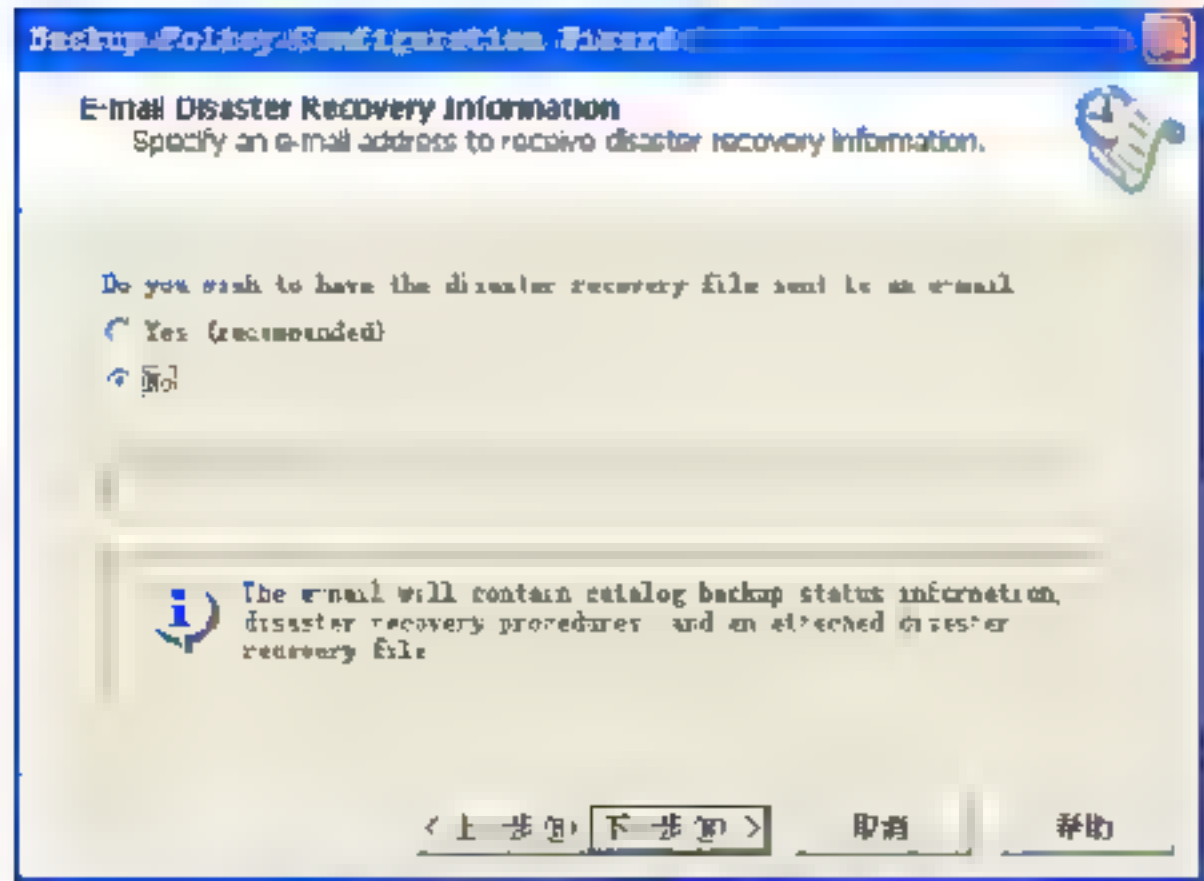 Backup Policy Configuration Wizard
E-mail Disaster Recovery Information
Specify an e-mail address to receive disaster recovery information.
Do you wish to have the disaster recovery file sent to an e-mail
Yes (recommended)
No
The e-mail will contain catalog backup status information,
disaster recovery procedures and an attached disaster
recovery file
< 上一步(B) 下一步(N) > 取消 帮助